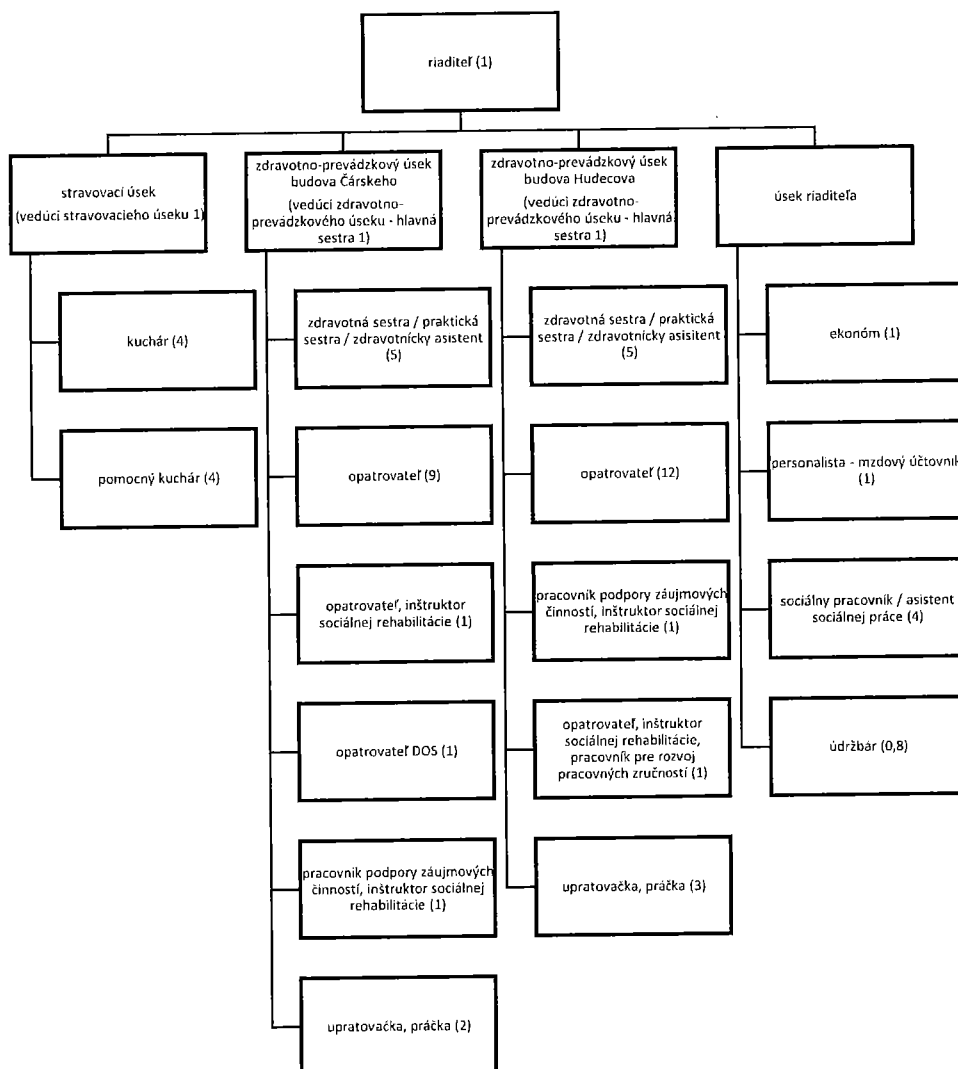 riaditeľ (1)
stravovací úsek
(vedúci stravovacieho úseku 1)
kuchár (4)
pomocný kuchár (4)
zdravotno-prevádzkový úsek
budova Čárskeho
(vedúci zdravotno-
prevádzkového úseku - hlavná
sestra 1)
zdravotná sestra / praktická
sestra / zdravotnícky asistent
(5)
opatrovateľ (9)
opatrovateľ, inštruktor
sociálnej rehabilitácie (1)
opatrovateľ DOS (1)
pracovník podpory záujmových
činností, inštruktor sociálnej
rehabilitácie (1)
upratovačka, práčka (2)
zdravotno-prevádzkový úsek
budova Hudecova
(vedúci zdravotno-
prevádzkového úseku - hlavná
sestra 1)
zdravotná sestra / praktická
sestra / zdravotnícky asisitent
(5)
opatrovateľ (12)
pracovník podpory záujmových
činností, inštruktor sociálnej
rehabilitácie (1)
opatrovateľ, inštruktor
sociálnej rehabilitácie,
pracovník pre rozvoj
pracovných zručností (1)
upratovačka, práčka (3)
úsek riaditeľa
ekonóm (1)
personalista - mzdový účtovník
(1)
sociálny pracovník / asistent
sociálnej práce (4)
údržbár (0,8)